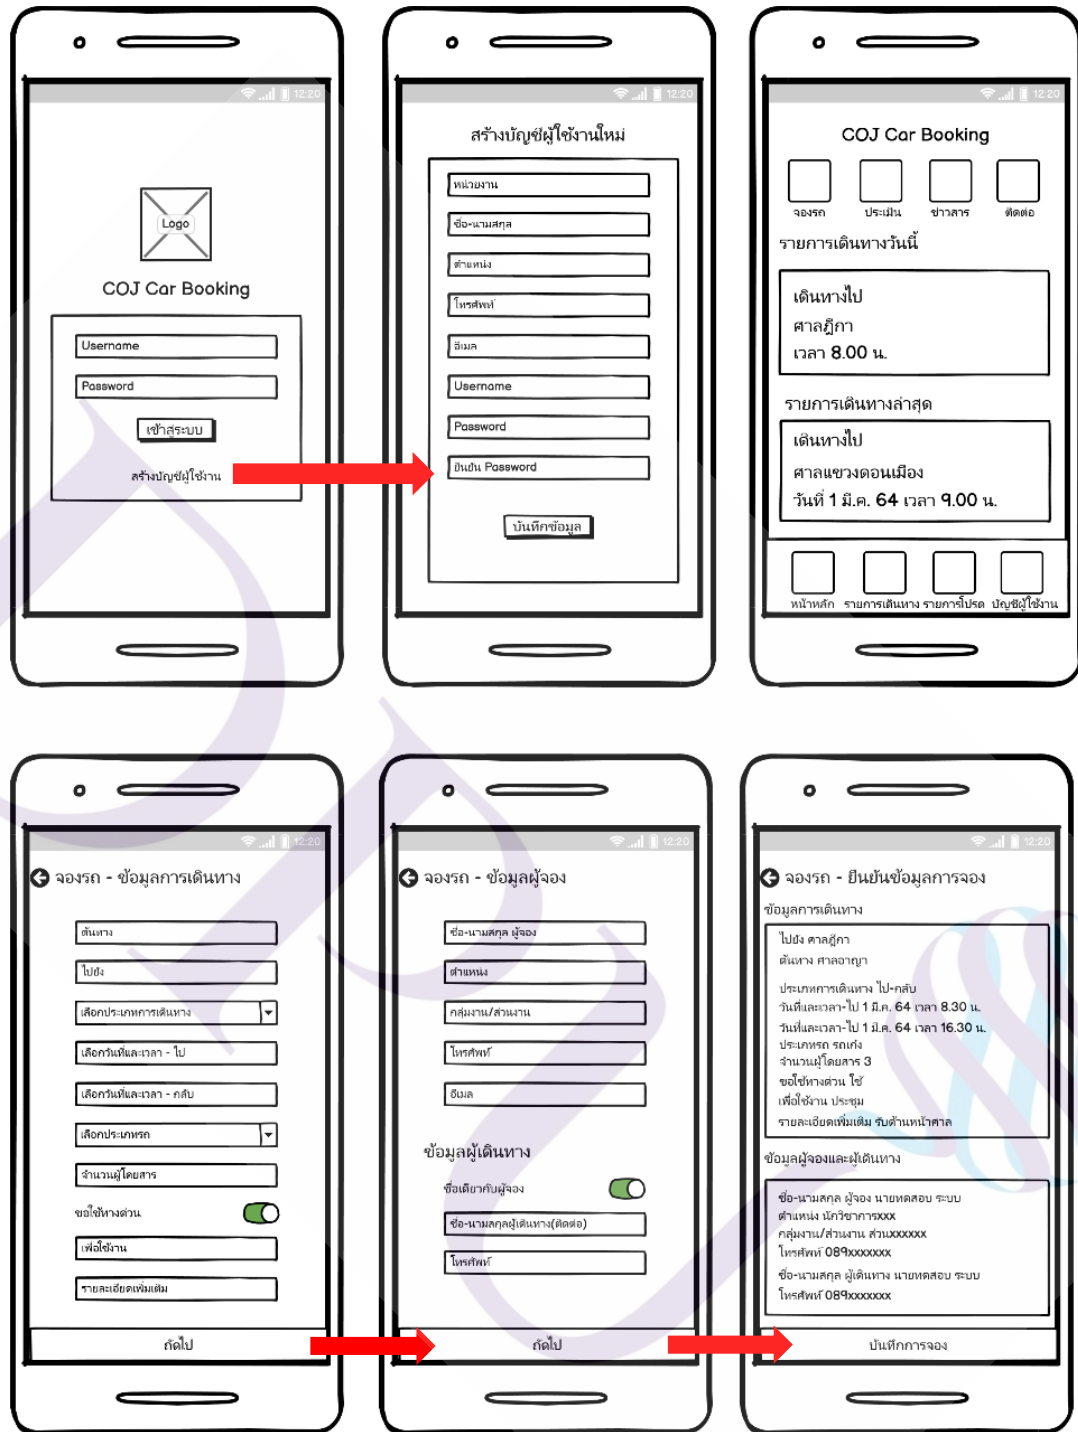 12:20
Logo
COJ Car Booking
Username
Password
เข้าสู่ระบบ
สร้างบัญชีผู้ใช้งาน
12:20
สร้างบัญชีผู้ใช้งานใหม่
หน่วยงาน
ชื่อ-นามสกุล
ตำแหน่ง
โทรศัพท์
อีเมล
Username
Password
ยืนยัน Password
บันทึกข้อมูล
12:20
COJ Car Booking
จองรถ ประเมิน ข่าวสาร ติดต่อ
รายการเดินทางวันนี้
เดินทางไป
ศาลฎีกา
เวลา 8.00 น.
รายการเดินทางล่าสุด
เดินทางไป
ศาลแขวงดอนเมือง
วันที่ 1 มี.ค. 64 เวลา 9.00 น.
หน้าหลัก รายการเดินทาง รายการโปรด บัญชีผู้ใช้งาน
12:20
จองรถ - ข้อมูลการเดินทาง
ต้นทาง
ไปยัง
เลือกประเภทการเดินทาง
เลือกวันที่และเวลา - ไป
เลือกวันที่และเวลา - กลับ
เลือกประเภทรถ
จำนวนผู้โดยสาร
ขอใช้ทางด่วน
เพื่อใช้งาน
รายละเอียดเพิ่มเติม
ถัดไป
12:20
จองรถ - ข้อมูลผู้จอง
ชื่อ-นามสกุล ผู้จอง
ตำแหน่ง
กลุ่มงาน/ส่วนงาน
โทรศัพท์
อีเมล
ข้อมูลผู้เดินทาง
ชื่อเดียวกับผู้จอง
ชื่อ-นามสกุลผู้เดินทาง(ติดต่อ)
โทรศัพท์
ถัดไป
12:20
จองรถ - ยืนยันข้อมูลการจอง
ข้อมูลการเดินทาง
ไปยัง ศาลฎีกา
ต้นทาง ศาลอาญา
ประเภทการเดินทาง ไป-กลับ
วันที่และเวลา-ไป 1 มี.ค. 64 เวลา 8.30 น.
วันที่และเวลา-ไป 1 มี.ค. 64 เวลา 16.30 น.
ประเภทรถ รถเก๋ง
จำนวนผู้โดยสาร 3
ขอใช้ทางด่วน ใช้
เพื่อใช้งาน ประชุม
รายละเอียดเพิ่มเติม รับด้านหน้าศาล
ข้อมูลผู้จองและผู้เดินทาง
ชื่อ-นามสกุล ผู้จอง นายทดสอบ ระบบ
ตำแหน่ง นักวิชาการxxx
กลุ่มงาน/ส่วนงาน ส่วนxxxxxx
โทรศัพท์ 089xxxxxxx
ชื่อ-นามสกุล ผู้เดินทาง นายทดสอบ ระบบ
โทรศัพท์ 089xxxxxxx
บันทึกการจอง